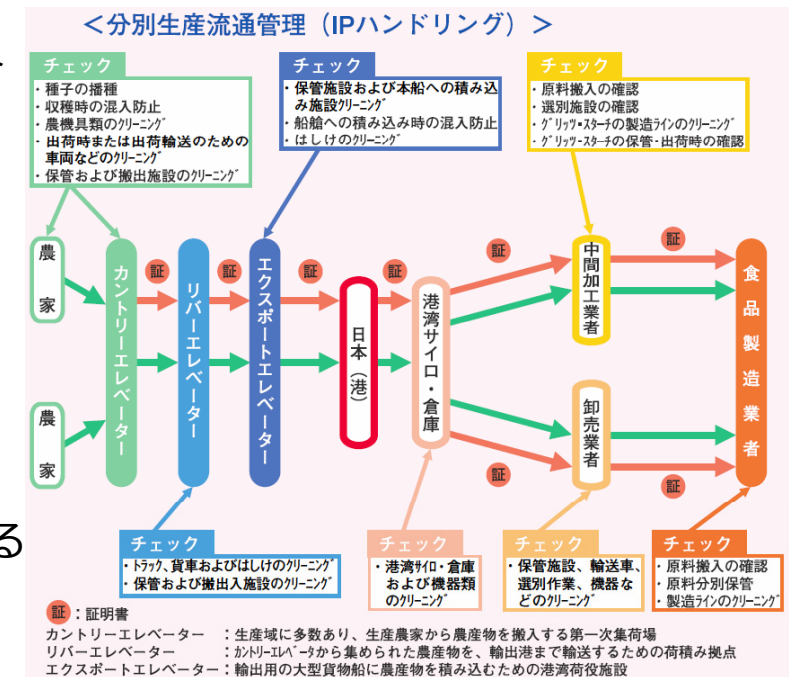 ＜分別生産流通管理（IPハンドリング）＞
チェック
・種子の播種
・収穫時の混入防止
・農機具類のｸﾘｰﾆﾝｸﾞ
・出荷時または出荷輸送のための
車両などのｸﾘｰﾆﾝｸﾞ
・保管および搬出施設のｸﾘｰﾆﾝｸﾞ
チェック
・保管施設および本船への積み込
み施設ｸﾘｰﾆﾝｸﾞ
・船艙への積み込み時の混入防止
・はしけのｸﾘｰﾆﾝｸﾞ
チェック
・原料搬入の確認
・選別施設の確認
・ｸﾞﾘｯﾂ・ｽﾀｰﾁの製造ﾗｲﾝのｸﾘｰﾆﾝｸﾞ
・ｸﾞﾘｯﾂ・ｽﾀｰﾁの保管・出荷時の確認
農家
農家
カントリーエレベーター
証
リバーエレベーター
証
エクスポートエレベーター
証
日本（港）
証
港湾サイロ・倉庫
証
証
中間加工業者
卸売業者
証
証
食品製造業者
る
チェック
・ﾄﾗｯｸ、貨車およびはしけのｸﾘｰﾆﾝｸﾞ
・保管および搬出入施設のｸﾘｰﾆﾝｸﾞ
チェック
・港湾ｻｲﾛ・倉庫
および機器類
のｸﾘｰﾆﾝｸﾞ
チェック
・保管施設、輸送車、
選別作業、機器な
どのｸﾘｰﾆﾝｸﾞ
チェック
・原料搬入の確認
・原料分別保管
・製造ﾗｲﾝのｸﾘｰﾆﾝｸﾞ
証：証明書
カントリーエレベーター　：生産域に多数あり、生産農家から農産物を搬入する第一次集荷場
リバーエレベーター　　　：ｶﾝﾄﾘｰｴﾚﾍﾞｰﾀから集められた農産物を、輸出港まで輸送するための荷積み拠点
エクスポートエレベーター：輸出用の大型貨物船に農産物を積み込むための港湾荷役施設